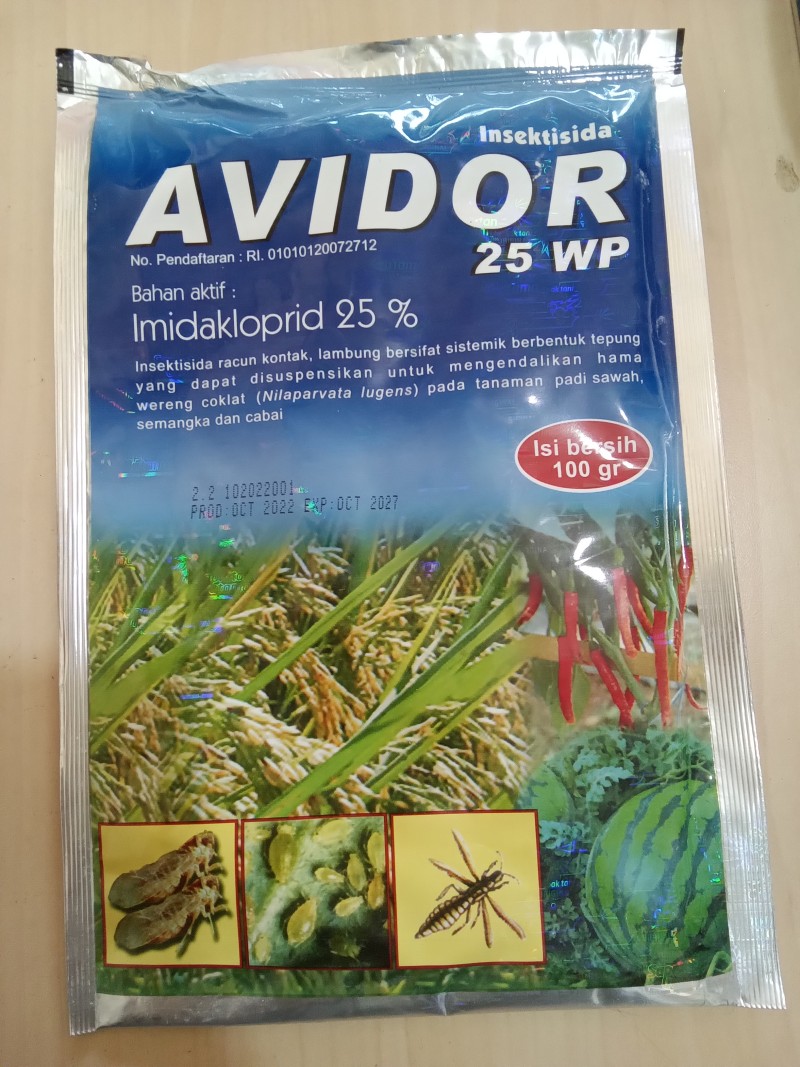 Insektisida
AVIDOR
25 WP
No. Pendaftaran : RI. 01010120072712
Bahan aktif :
Imidakloprid 25 %
Insektisida racun kontak, lambung bersifat sistemik berbentuk tepung
yang dapat disuspensikan untuk mengendalikan hama
wereng coklat (Nilaparvata lugens) pada tanaman padi sawah,
semangka dan cabai
Isi bersih
100 gr
2.2 102022001
PROD:OCT 2022 EXP:OCT 2027